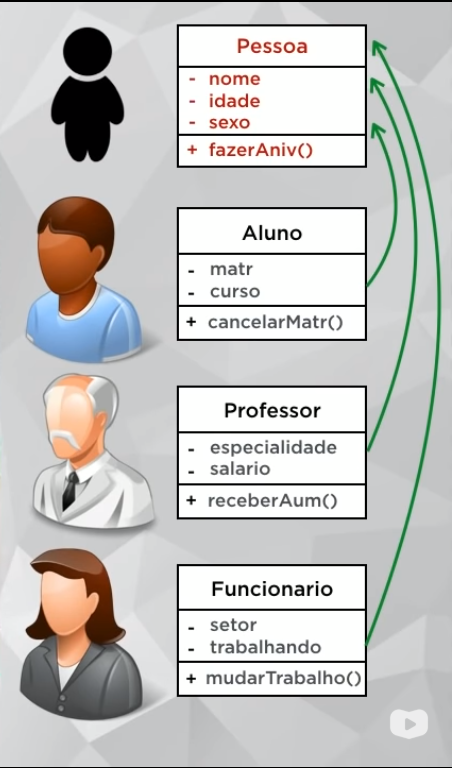 Pessoa
- nome
- idade
- sexo
+ fazerAniv()
Aluno
- matr
- curso
+ cancelarMatr()
Professor
- especialidade
- salario
+ receberAum()
Funcionario
- setor
- trabalhando
+ mudarTrabalho()